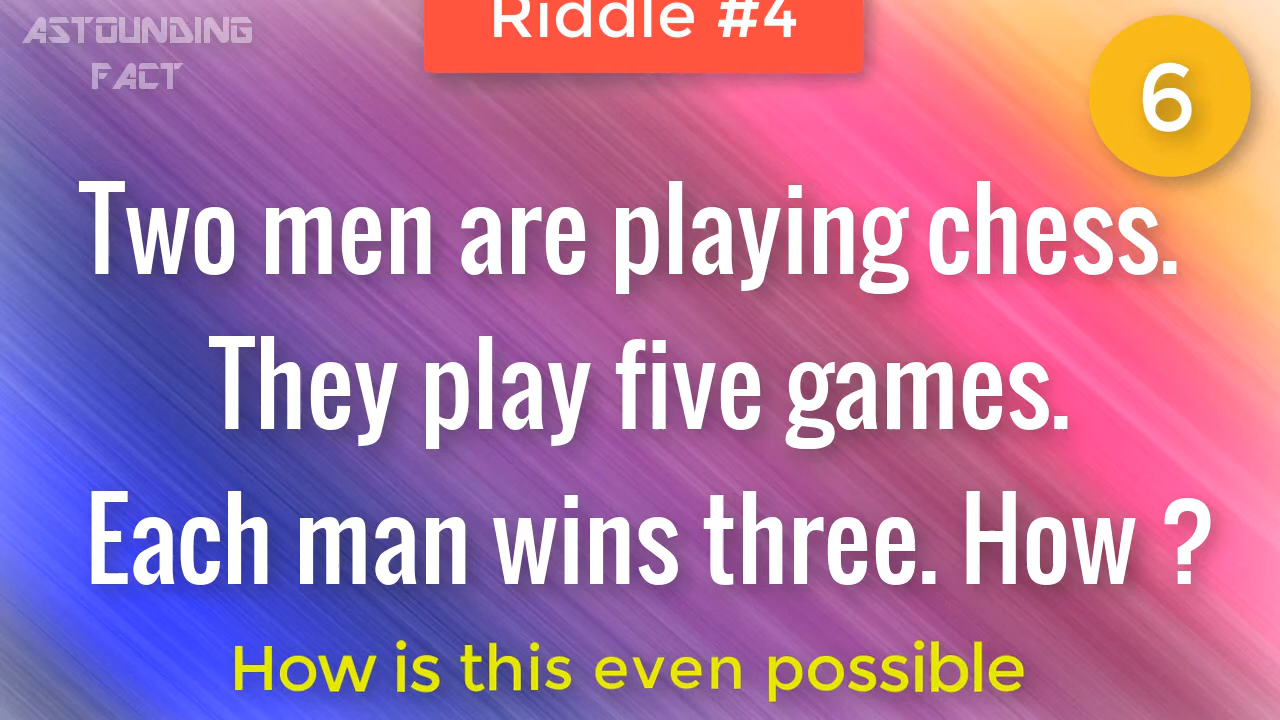 ASTOUNDING
FACT
Riddle #4
6
Two men are playing chess.
They play five games.
Each man wins three. How ?
How is this even possible